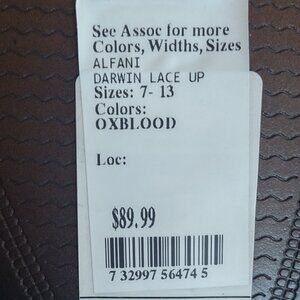 See Assoc for more
Colors, Widths, Sizes
ALFANI
DARWIN LACE UP
Sizes: 7- 13
Colors:
OXBLOOD
Loc:
$89.99
7 32997 56474 5